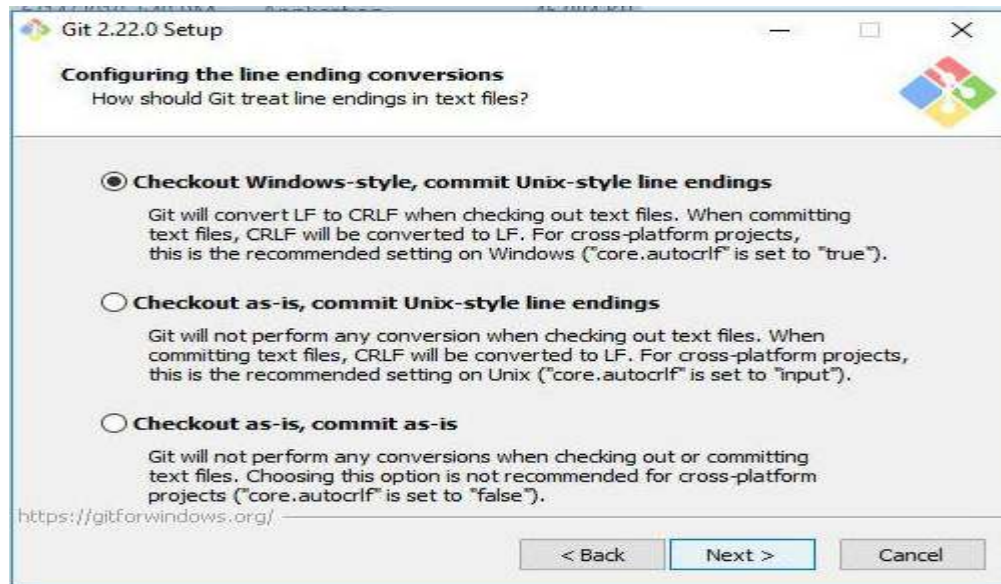 Git 2.22.0 Setup
Configuring the line ending conversions
How should Git treat line endings in text files?
Checkout Windows-style, commit Unix-style line endings
Git will convert LF to CRLF when checking out text files. When committing
text files, CRLF will be converted to LF. For cross-platform projects,
this is the recommended setting on Windows ("core.autocrlf" is set to "true").
Checkout as-is, commit Unix-style line endings
Git will not perform any conversion when checking out text files. When
committing text files, CRLF will be converted to LF. For cross-platform projects,
this is the recommended setting on Unix ("core.autocrlf" is set to "input").
Checkout as-is, commit as-is
Git will not perform any conversions when checking out or committing
text files. Choosing this option is not recommended for cross-platform
projects ("core.autocrlf" is set to "false").
https://gitforwindows.org/
< Back Next > Cancel